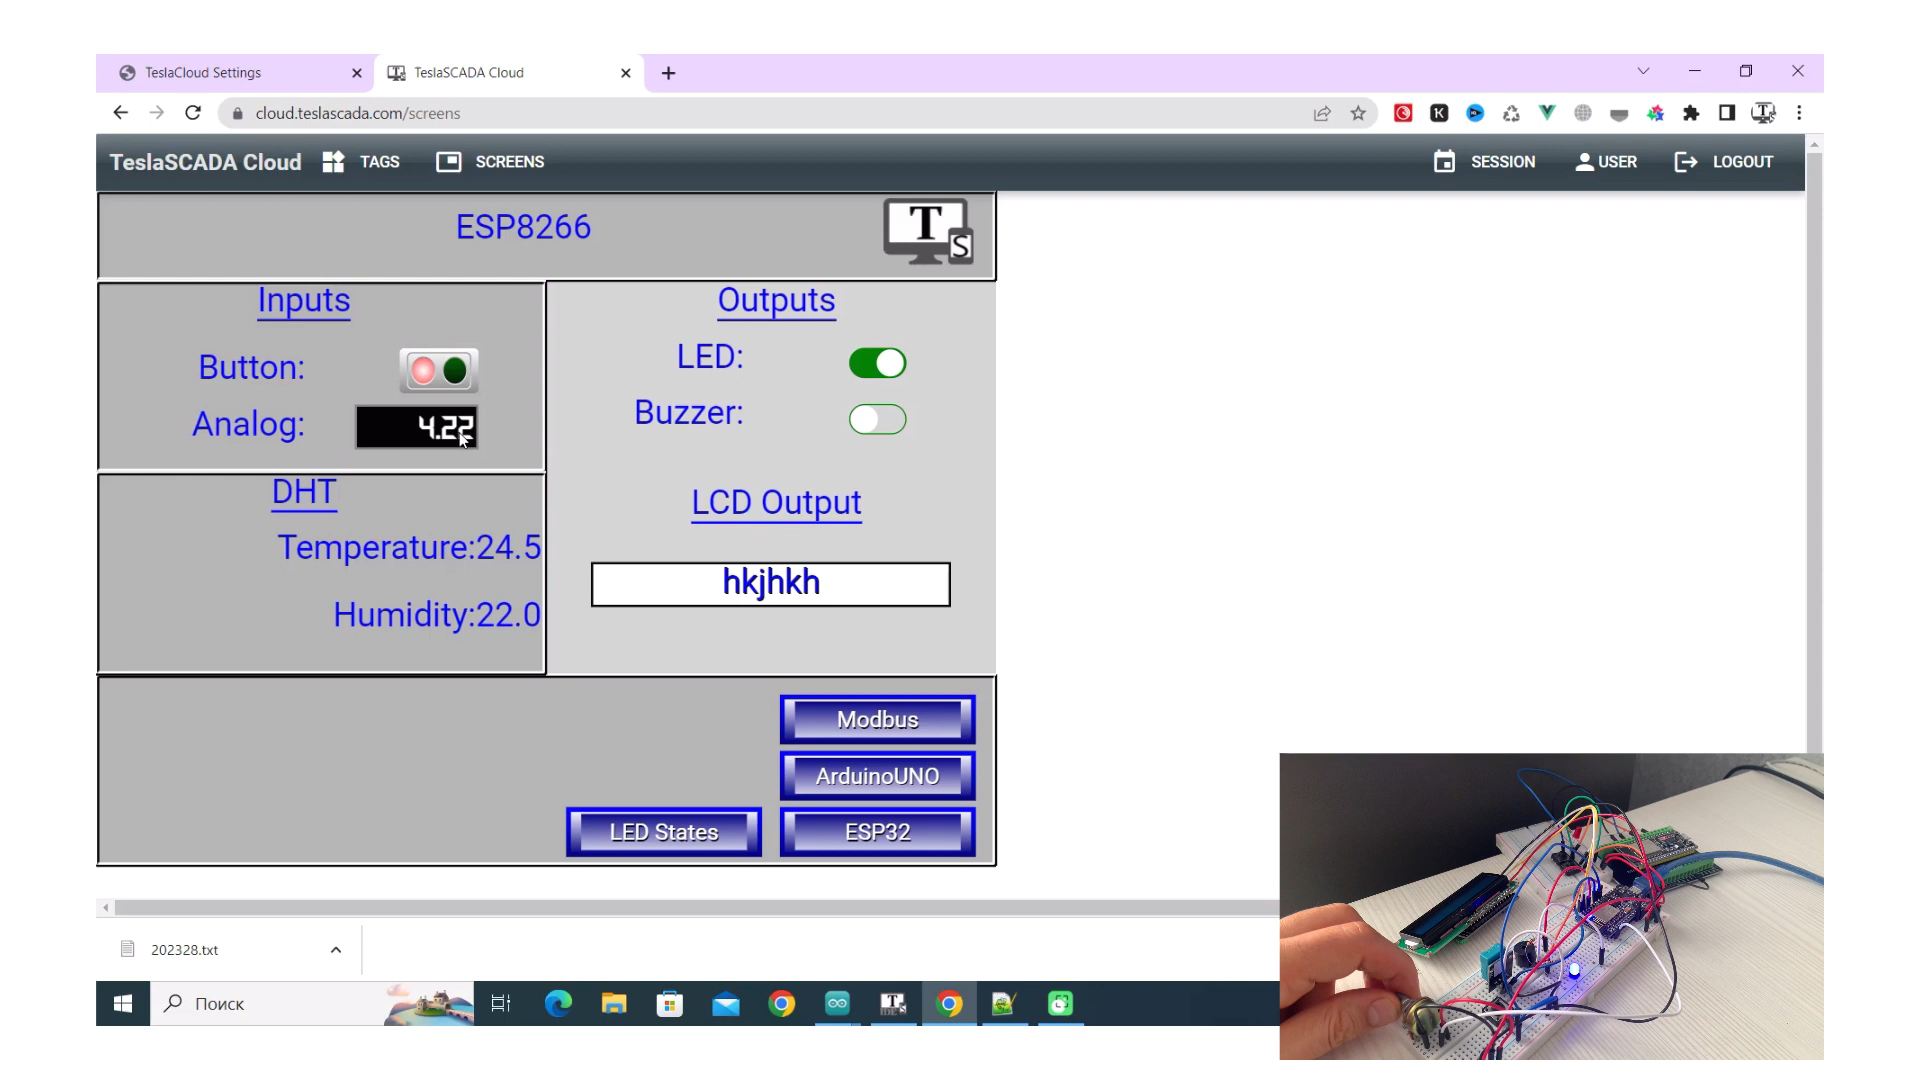 TeslaCloud Settings
TeslaSCADA Cloud
cloud.teslascada.com/screens
K
T
TeslaSCADA Cloud
TAGS
SCREENS
SESSION
USER
LOGOUT
ESP8266
T
S
Inputs
Button:
Analog:
4.22
Outputs
LED:
Buzzer:
DHT
Temperature:24.5
Humidity:22.0
LCD Output
hkjhkh
Modbus
ArduinoUNO
LED States
ESP32
202328.txt
Поиск